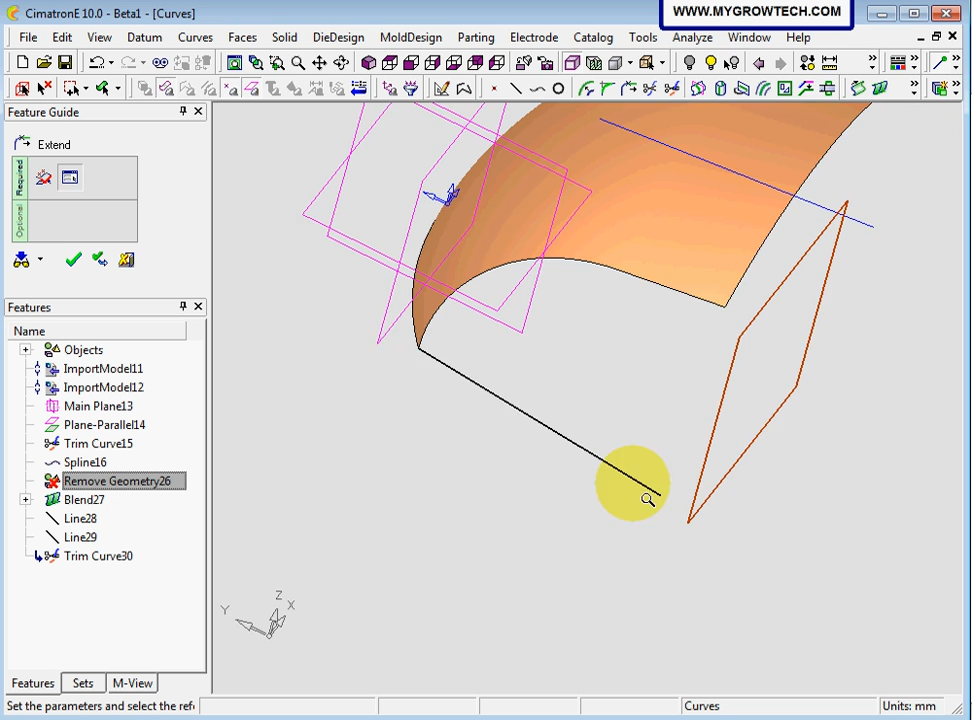 CimatronE 10.0 - Beta1 - [Curves]
WWW.MYGROWTECH.COM
File Edit View Datum Curves Faces Solid DieDesign MoldDesign Parting Electrode Catalog Tools Analyze Window Help
Feature Guide
Extend
Required
Optional
Features
Name
Objects
ImportModel11
ImportModel12
Main Plane13
Plane-Parallel14
Trim Curve15
Spline16
Remove Geometry26
Blend27
Line28
Line29
Trim Curve30
Z
Y
X
Features Sets M-View
Set the parameters and select the refe
Curves
Units: mm